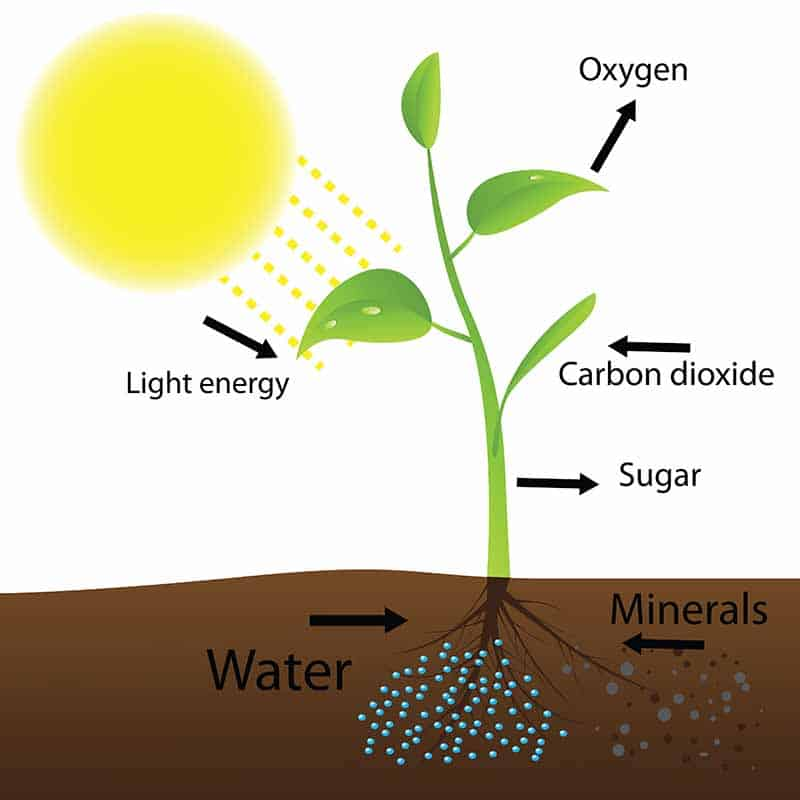 Oxygen
Light energy
Carbon dioxide
Sugar
Minerals
Water